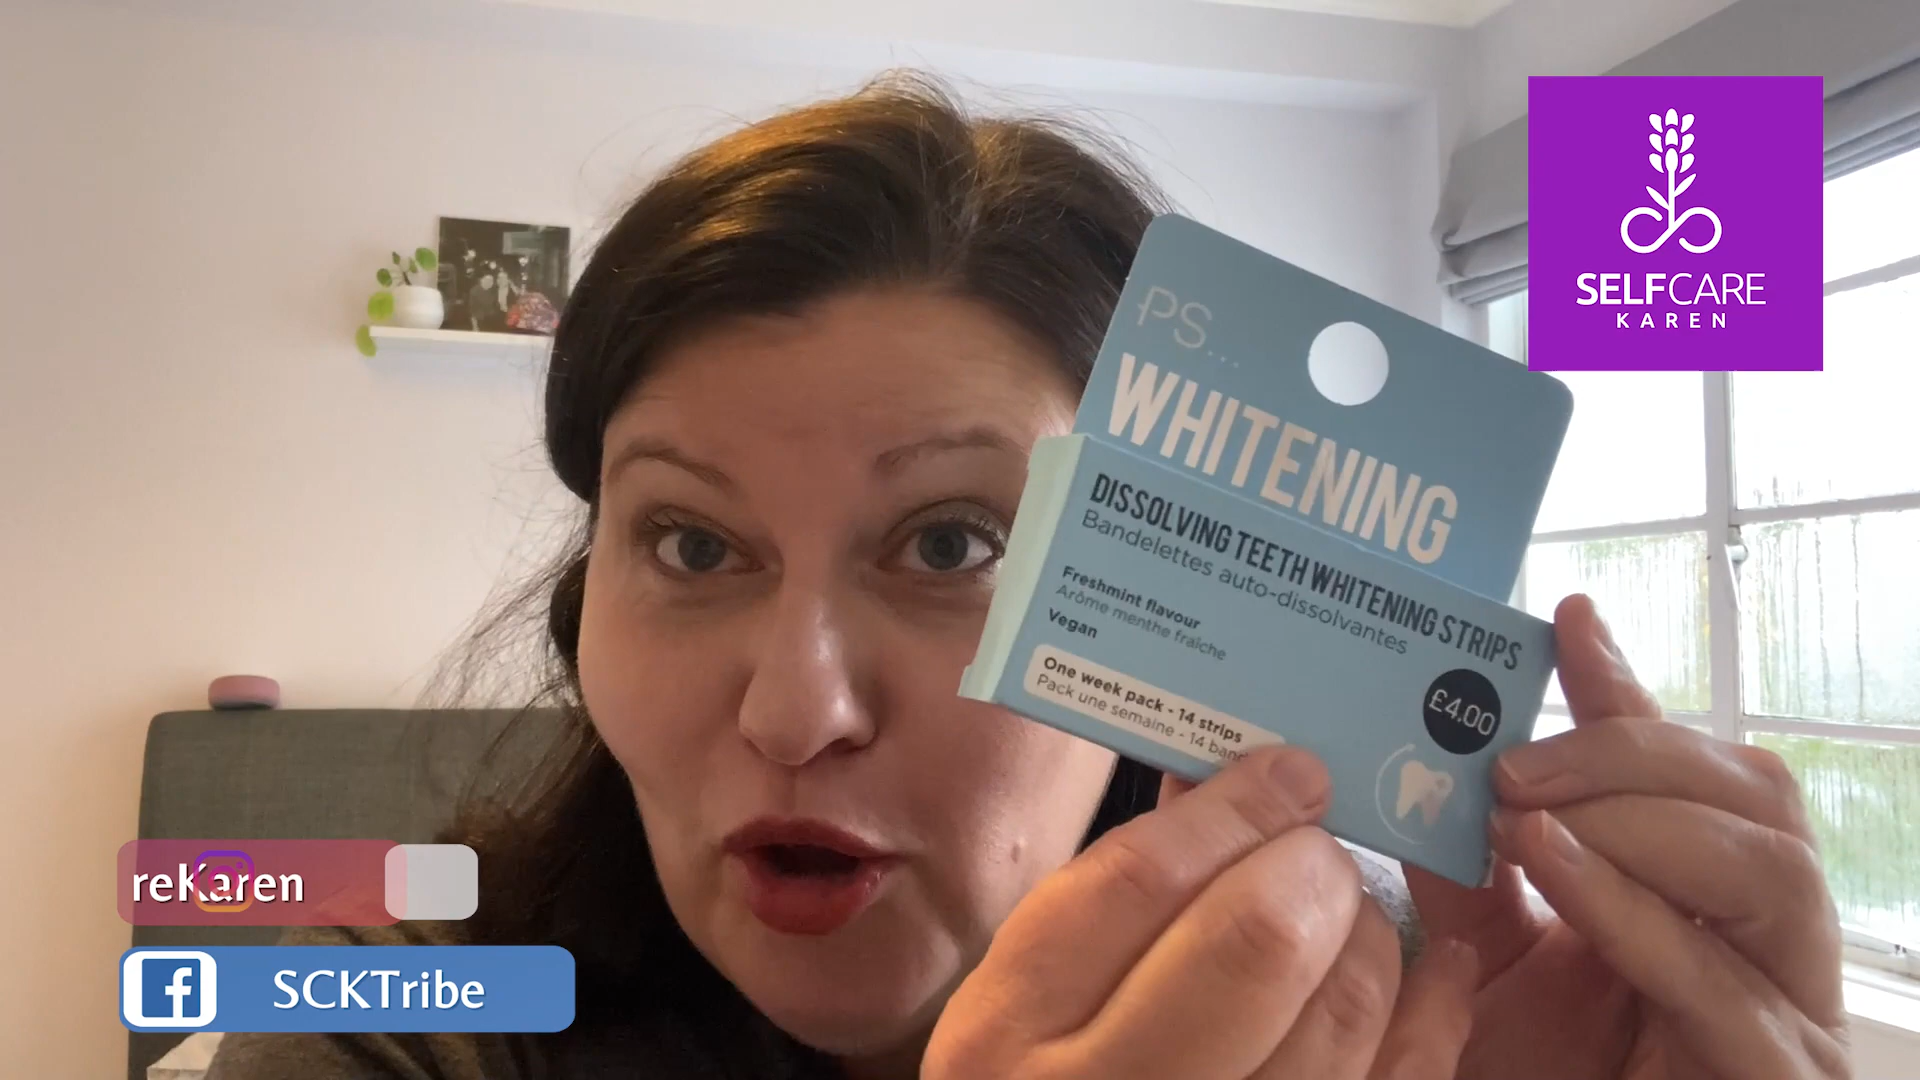 SELFCARE
KAREN
PS...
WHITENING
DISSOLVING TEETH WHITENING STRIPS
Bandelettes auto-dissolvantes
Freshmint flavour
Arôme menthe fraîche
Vegan
One week pack - 14 strips
Pack une semaine - 14 band
£4.00
reKaren
SCKTribe